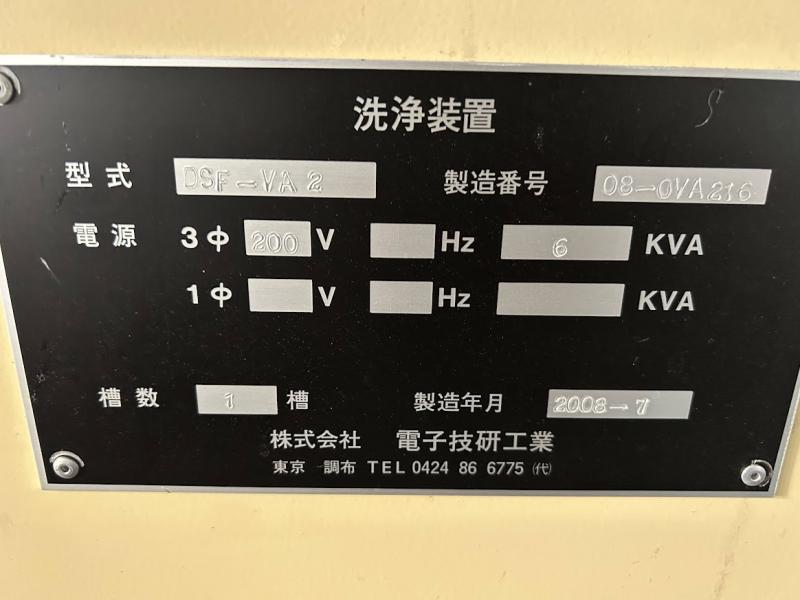 洗浄装置
型式 DSF-VA2 製造番号 08-0VA216
電源 3φ 200 V Hz 6 KVA
1φ V Hz KVA
槽数 1 槽 製造年月 2008-7
株式会社 電子技研工業
東京 調布 TEL 0424 86 6775 ㈹